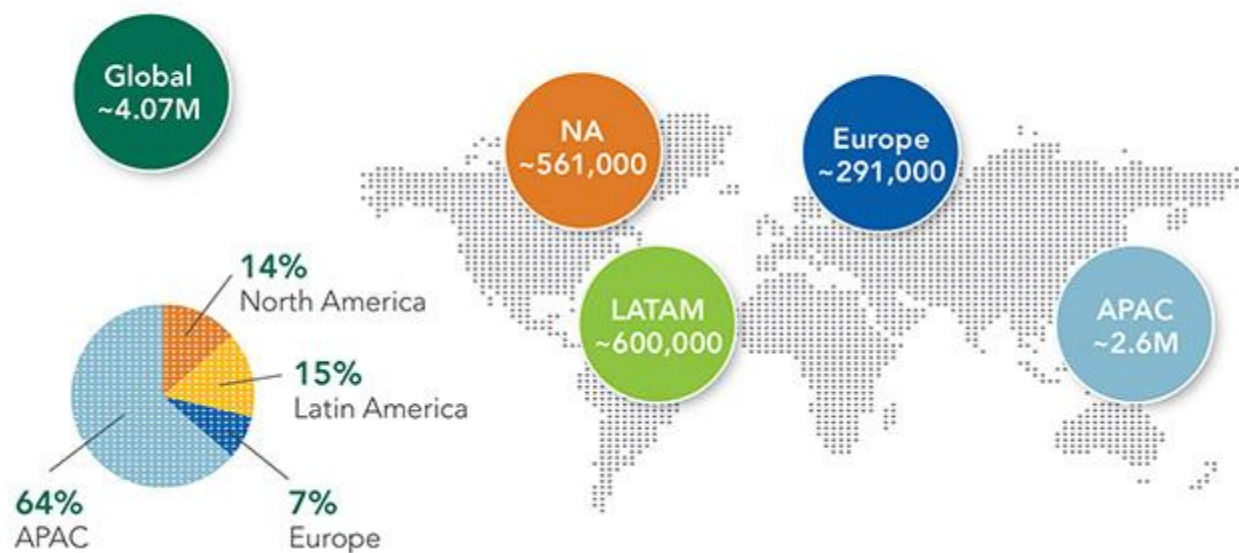 Global
~4.07M
NA
~561,000
Europe
~291,000
LATAM
~600,000
APAC
~2.6M
14%
North America
15%
Latin America
64%
APAC
7%
Europe